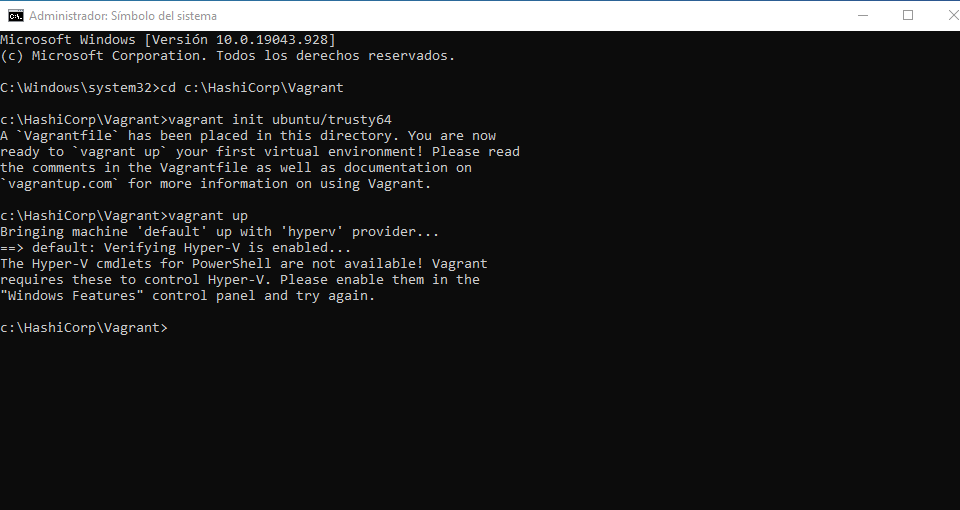 Administrador: Símbolo del sistema
Microsoft Windows [Versión 10.0.19043.928]
(c) Microsoft Corporation. Todos los derechos reservados.
C:\Windows\system32>cd c:\HashiCorp\Vagrant
c:\HashiCorp\Vagrant>vagrant init ubuntu/trusty64
A `Vagrantfile` has been placed in this directory. You are now
ready to `vagrant up` your first virtual environment! Please read
the comments in the Vagrantfile as well as documentation on
`vagrantup.com` for more information on using Vagrant.
c:\HashiCorp\Vagrant>vagrant up
Bringing machine 'default' up with 'hyperv' provider...
==> default: Verifying Hyper-V is enabled...
The Hyper-V cmdlets for PowerShell are not available! Vagrant
requires these to control Hyper-V. Please enable them in the
"Windows Features" control panel and try again.
c:\HashiCorp\Vagrant>